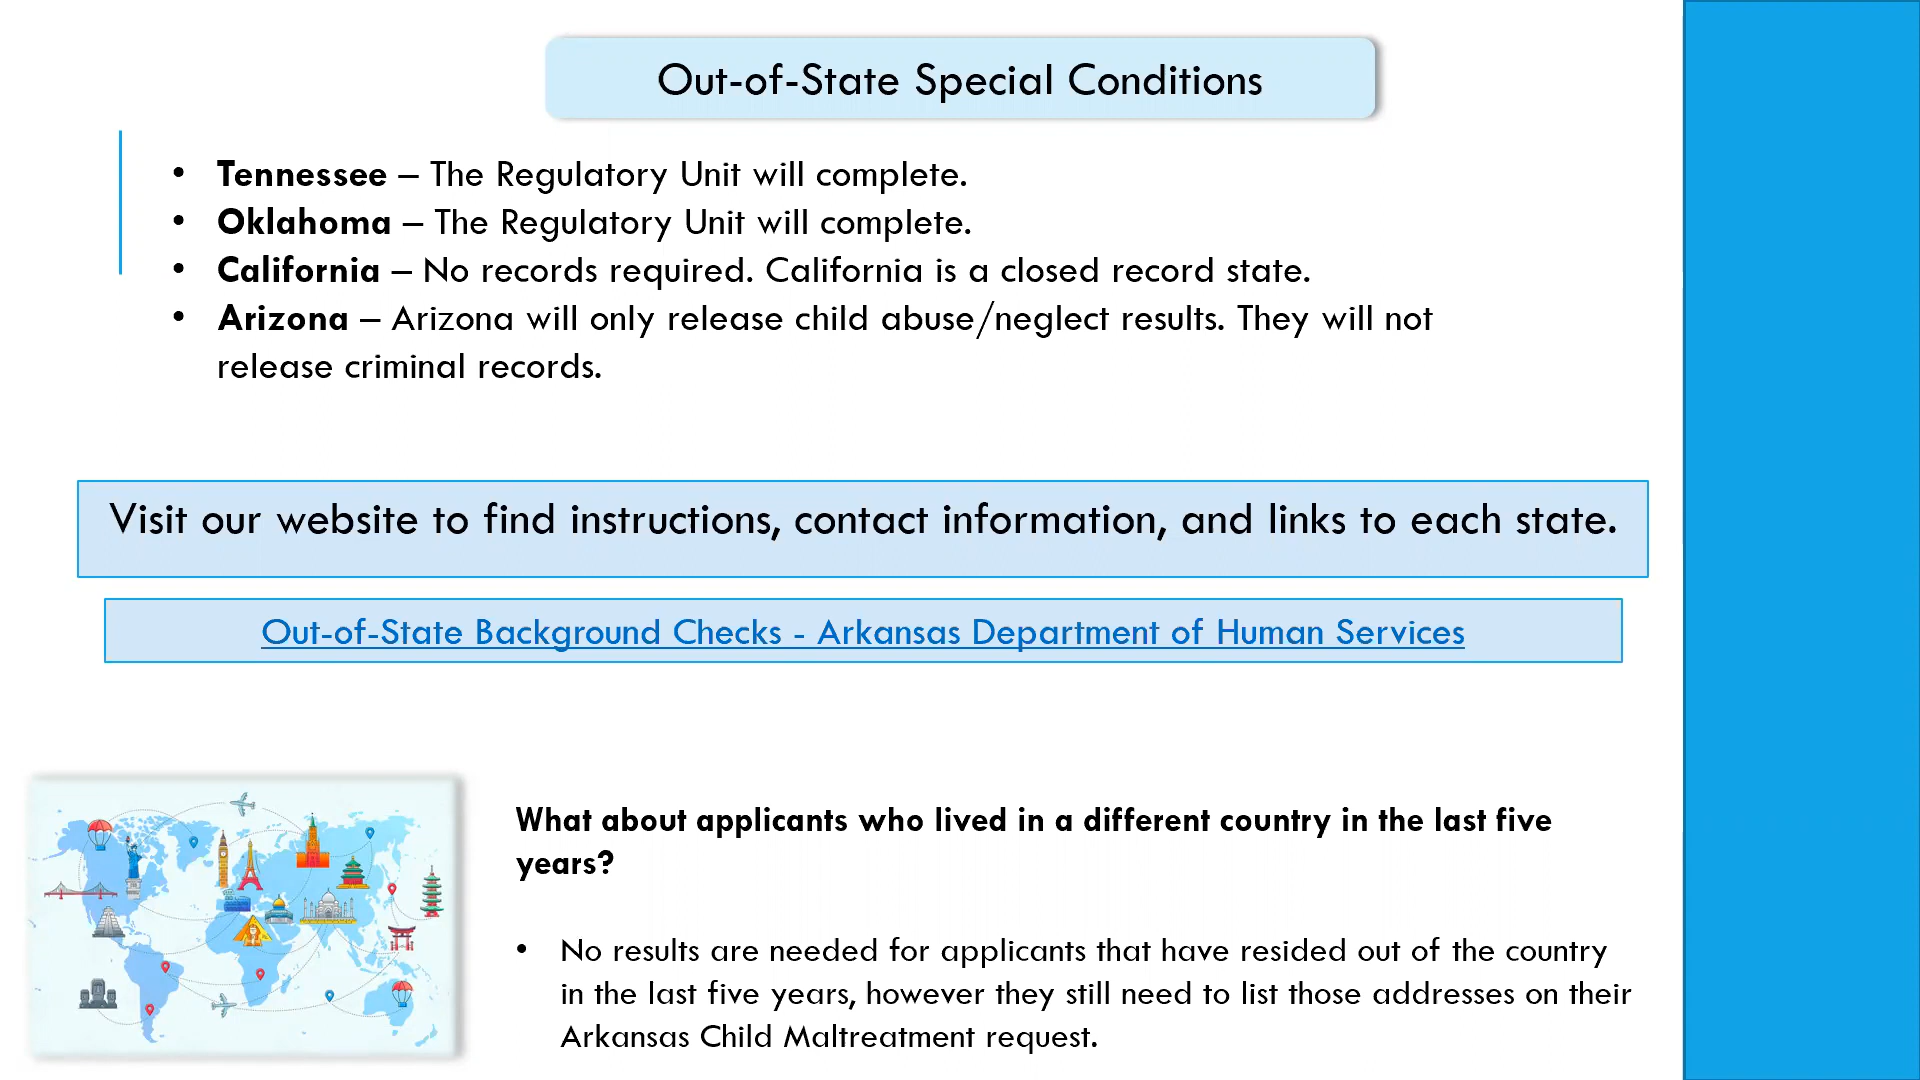 Out-of-State Special Conditions
• Tennessee – The Regulatory Unit will complete.
• Oklahoma – The Regulatory Unit will complete.
• California – No records required. California is a closed record state.
• Arizona – Arizona will only release child abuse/neglect results. They will not
release criminal records.
Visit our website to find instructions, contact information, and links to each state.
Out-of-State Background Checks - Arkansas Department of Human Services
What about applicants who lived in a different country in the last five
years?
• No results are needed for applicants that have resided out of the country
in the last five years, however they still need to list those addresses on their
Arkansas Child Maltreatment request.